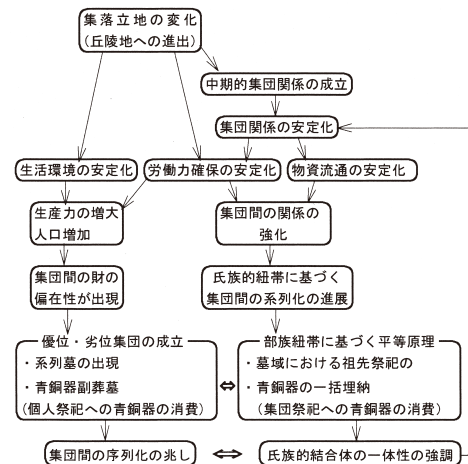 集落立地の変化
(丘陵地への進出)
中期的集団関係の成立
集団関係の安定化
生活環境の安定化
労働力確保の安定化
物資流通の安定化
生産力の増大
人口増加
集団間の関係の
強化
集団間の財の
偏在性が出現
氏族的紐帯に基づく
集団間の系列化の進展
優位・劣位集団の成立
・系列墓の出現
・青銅器副葬墓
(個人祭祀への青銅器の消費)
部族紐帯に基づく平等原理
・墓域における祖先祭祀の
・青銅器の一括埋納
(集団祭祀への青銅器の消費)
集団間の序列化の兆し
氏族的結合体の一体性の強調